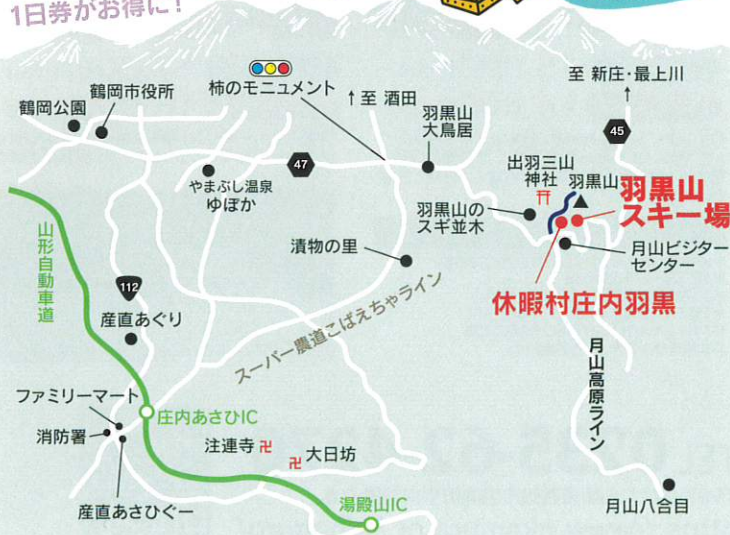 1日券がお得に！
柿のモニュメント
↑至 酒田
至 新庄・最上川
↑
鶴岡公園
鶴岡市役所
羽黒山
大鳥居
45
47
やまぶし温泉
ゆぽか
出羽三山
神社
羽黒山
羽黒山
スキー場
羽黒山の
スギ並木
月山ビジター
センター
漬物の里
休暇村庄内羽黒
山形自動車道
112
産直あぐり
スーパー農道こばえちゃライン
月山高原ライン
ファミリーマート
消防署
庄内あさひIC
注連寺
大日坊
産直あさひぐー
湯殿山IC
月山八合目